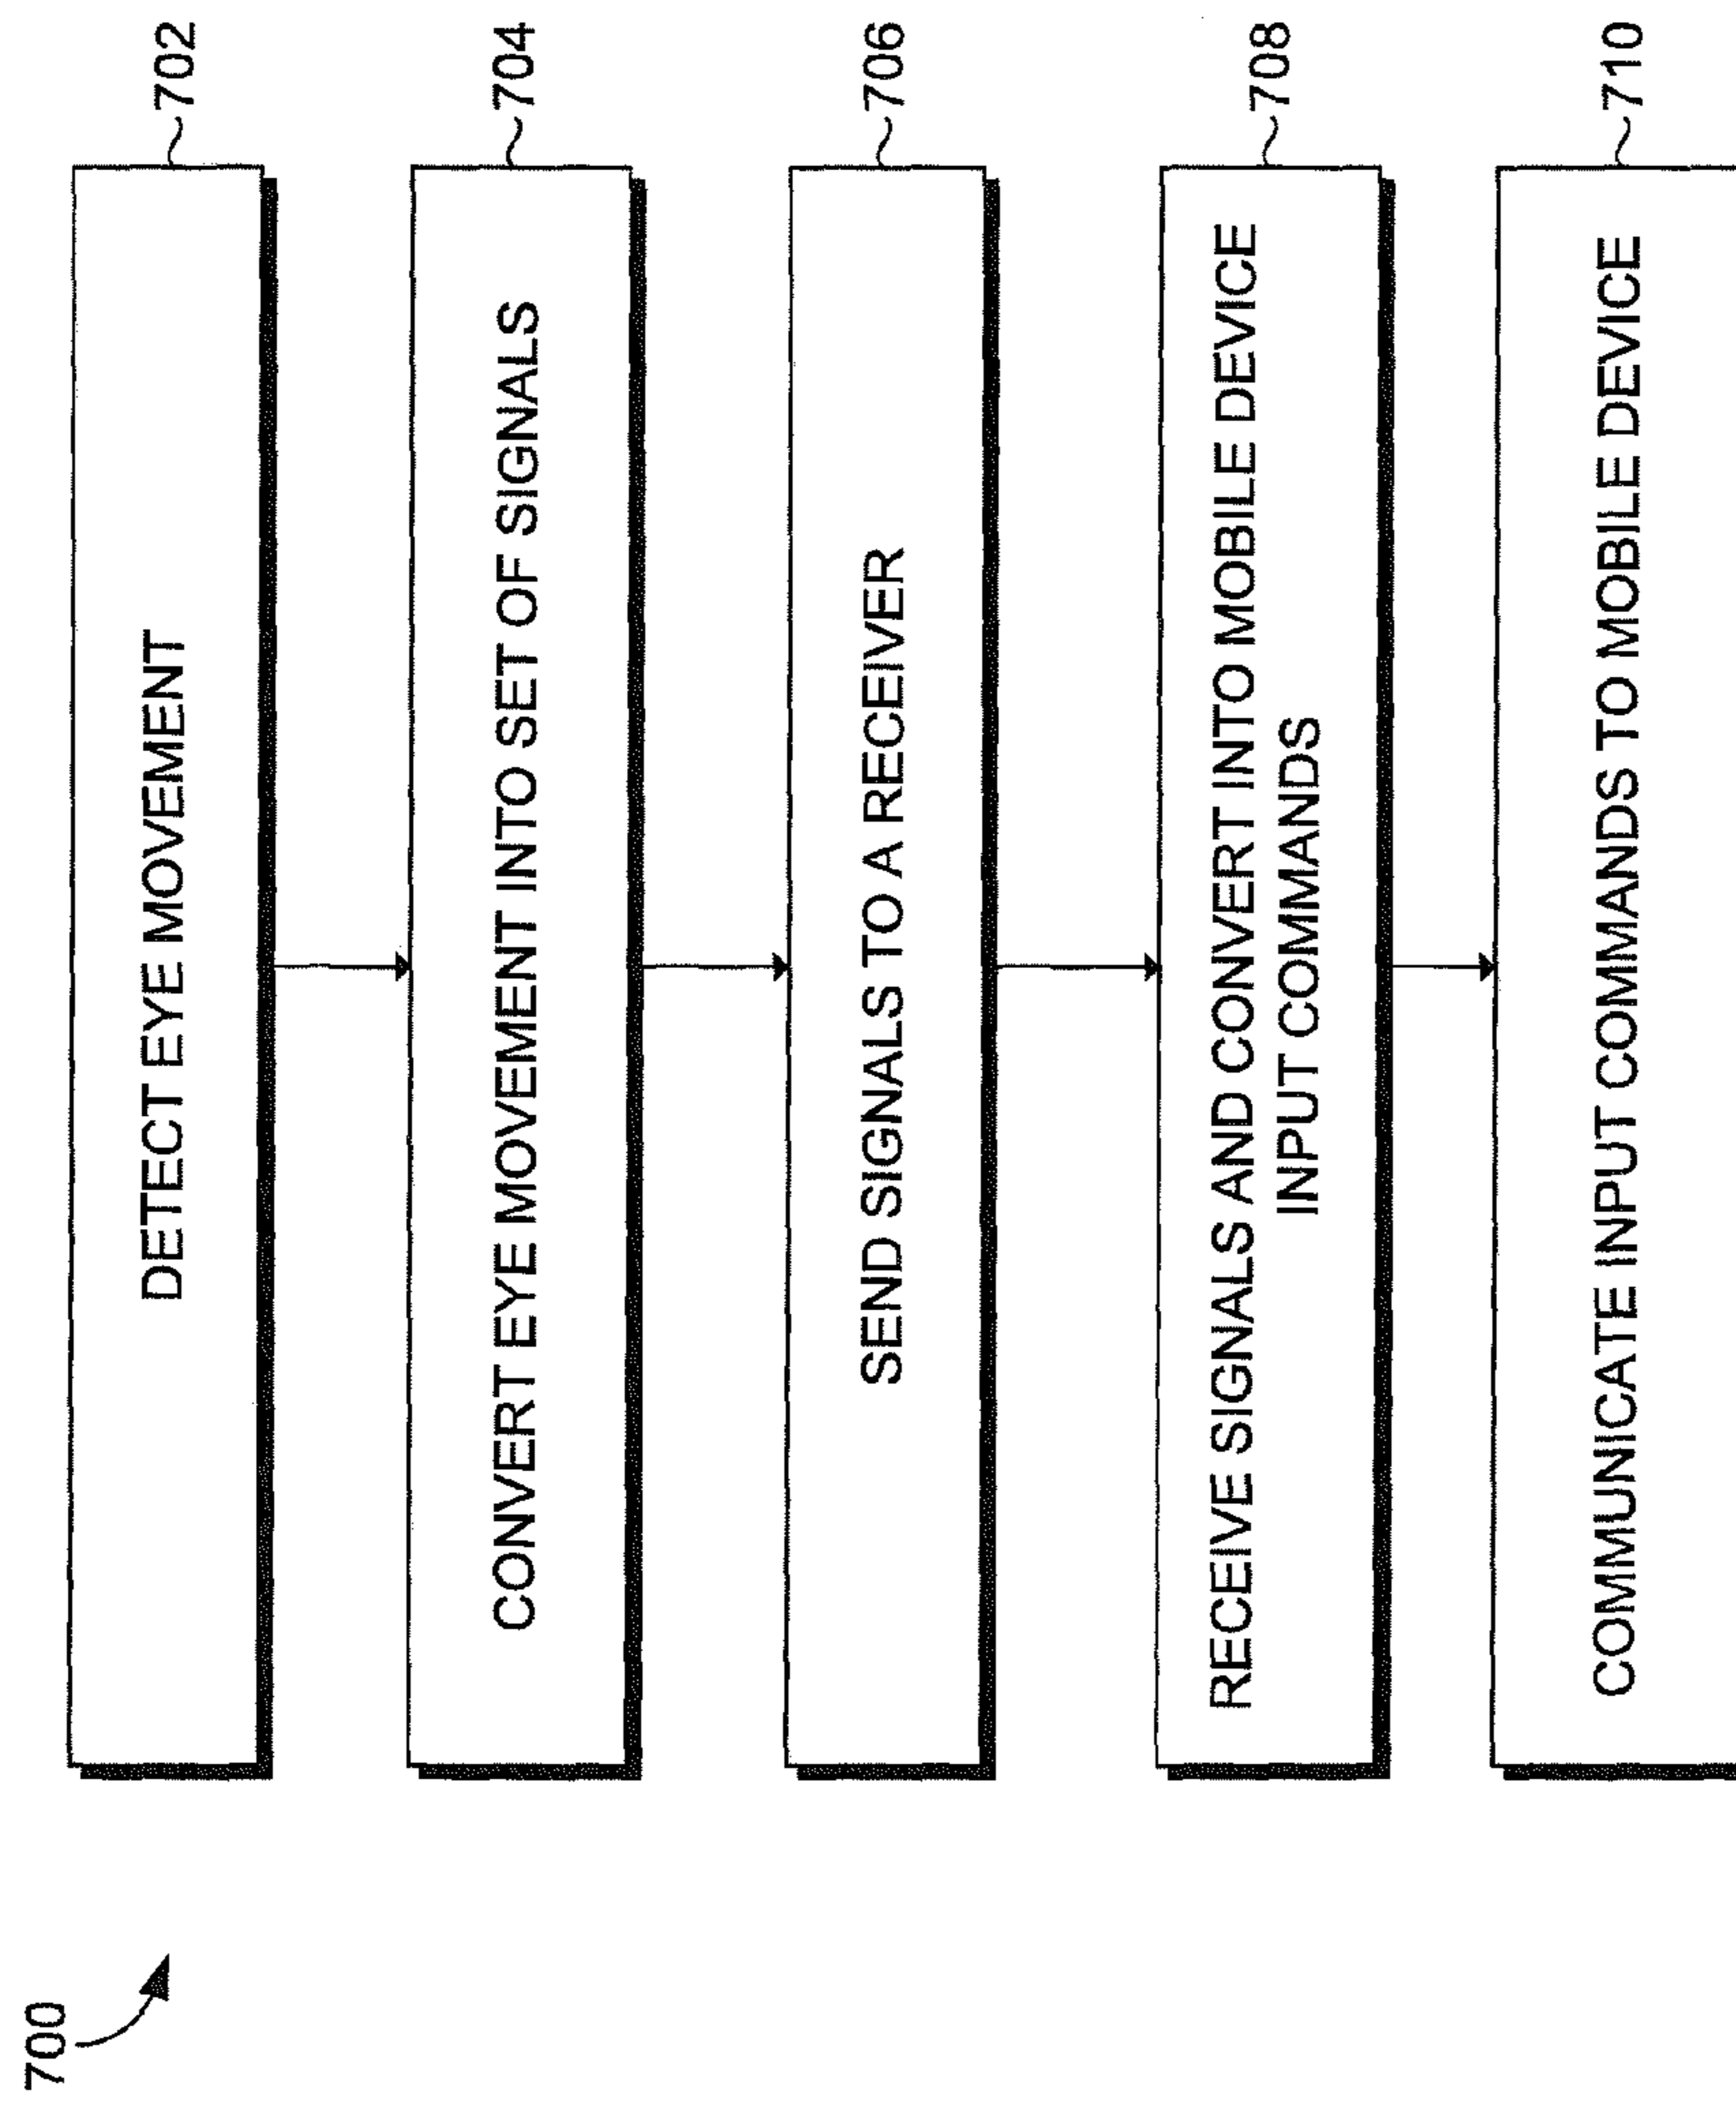 700
DETECT EYE MOVEMENT
702
CONVERT EYE MOVEMENT INTO SET OF SIGNALS
704
SEND SIGNALS TO A RECEIVER
706
RECEIVE SIGNALS AND CONVERT INTO MOBILE DEVICE
INPUT COMMANDS
708
COMMUNICATE INPUT COMMANDS TO MOBILE DEVICE
710